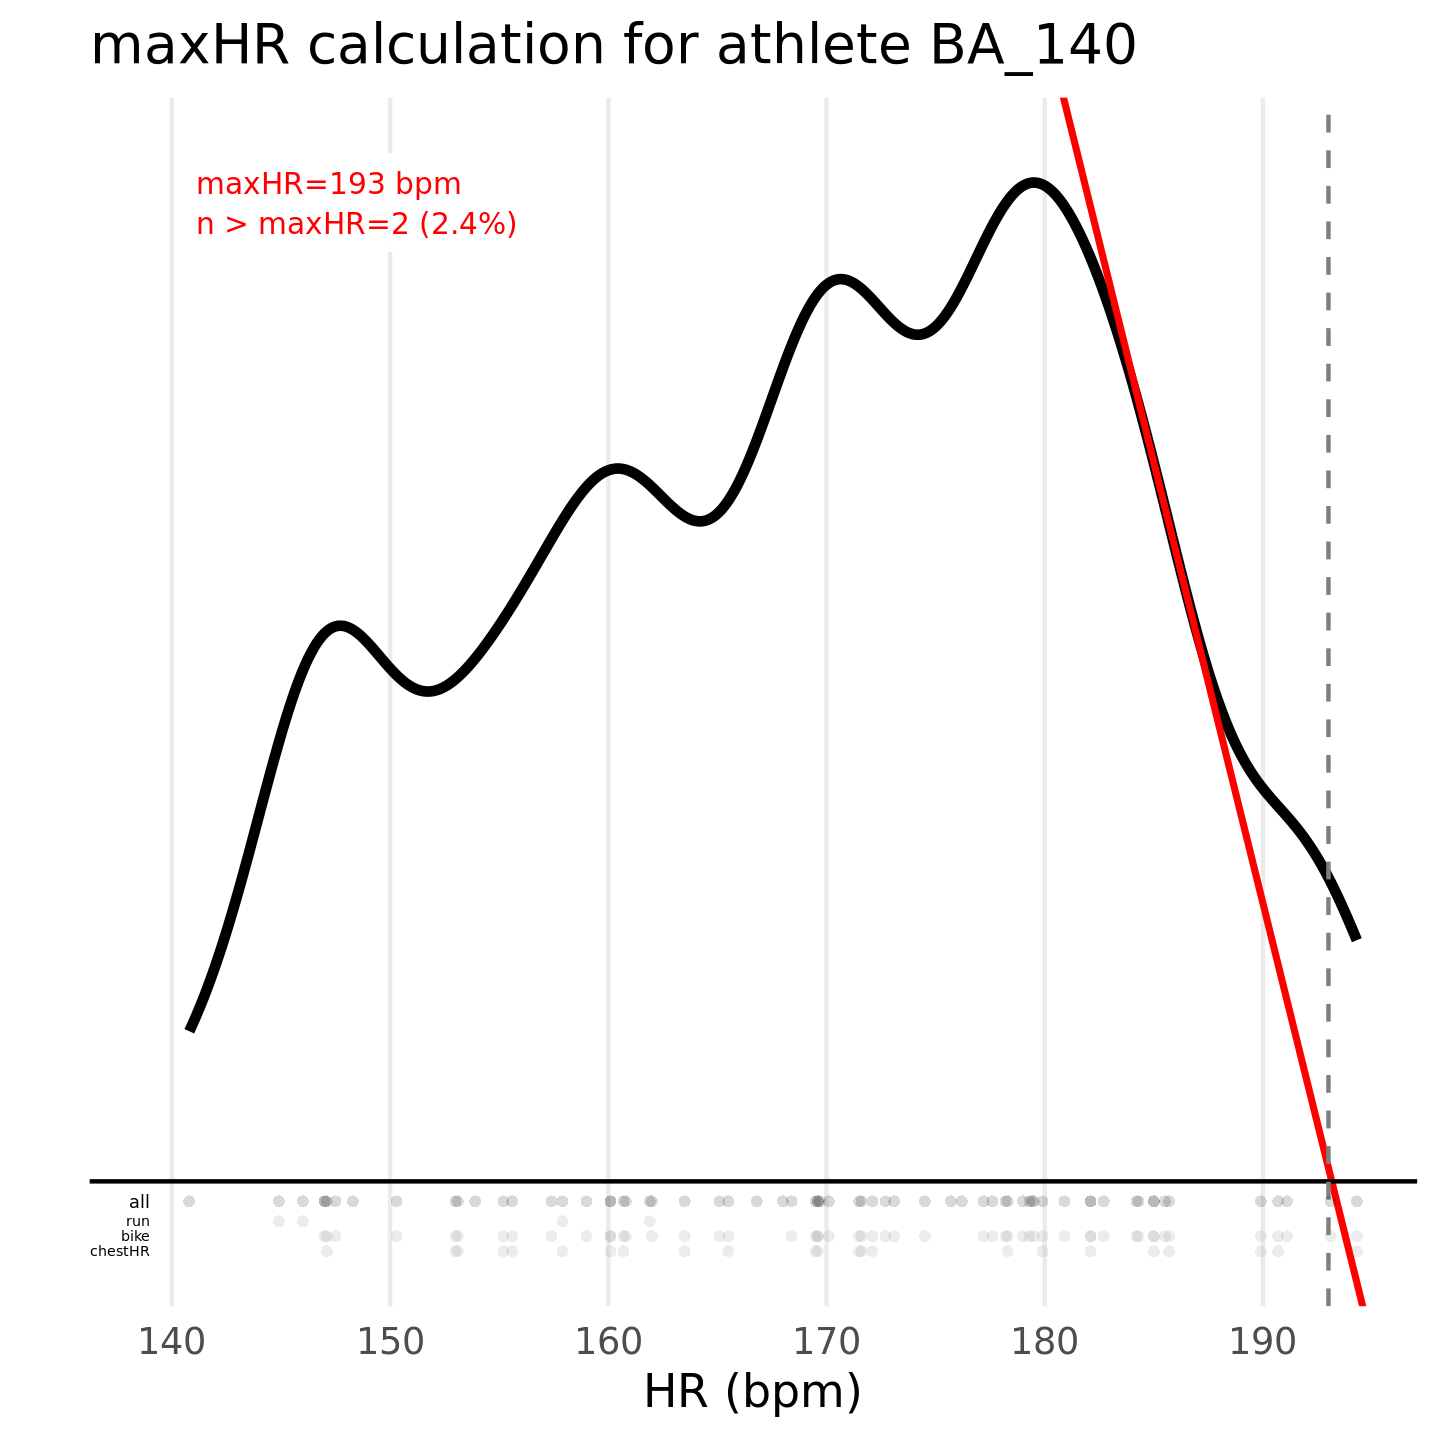 maxHR calculation for athlete BA_140
maxHR=193 bpm
n > maxHR=2 (2.4%)
all
run
bike
chestHR
140 150 160 170 180 190
HR (bpm)